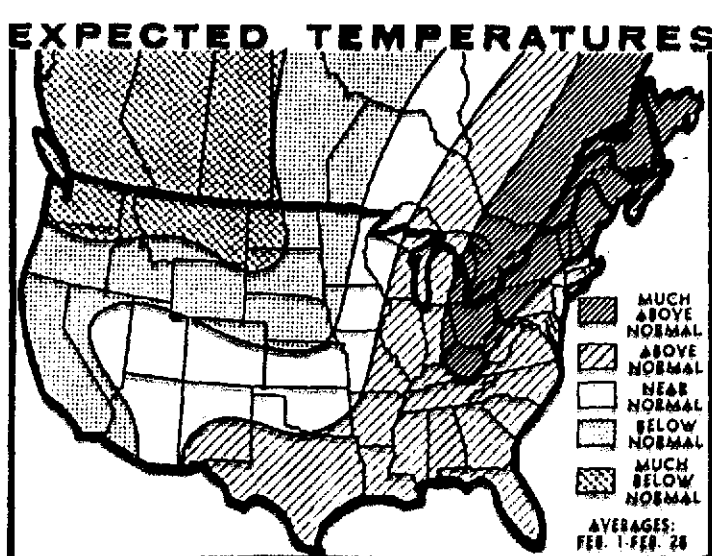 EXPECTED TEMPERATURES
MUCH
ABOVE
NORMAL
ABOVE
NORMAL
NEAR
NORMAL
BELOW
NORMAL
MUCH
BELOW
NORMAL
AVERAGES:
FEB. 1-FEB. 28